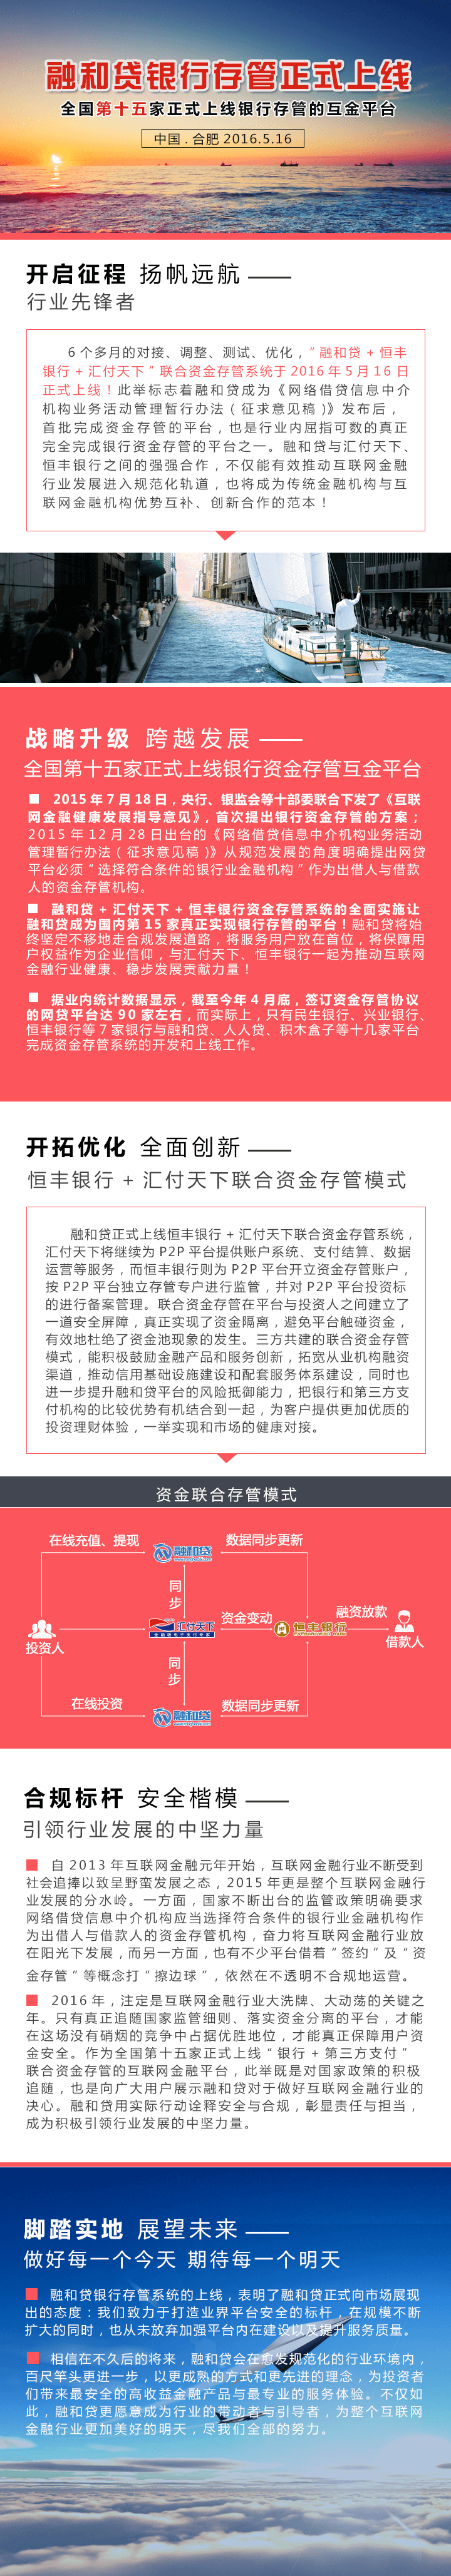 融和贷银行存管正式上线
全国第十五家正式上线银行存管的互金平台
中国 . 合肥 2016.5.16
开启征程 扬帆远航
行业先锋者
6 个多月的对接、调整、测试、优化，“ 融和贷 + 恒丰
银行 + 汇付天下 ” 联合资金存管系统于 2016 年 5 月 16 日
正式上线！此举标志着融和贷成为《网络借贷信息中介
机构业务活动管理暂行办法 ( 征求意见稿 )》发布后，
首批完成资金存管的平台，也是行业内屈指可数的真正
完全完成银行资金存管的平台之一。融和贷与汇付天下、
恒丰银行之间的强强合作，不仅能有效推动互联网金融
行业发展进入规范化轨道，也将成为传统金融机构与互
联网金融机构优势互补、创新合作的范本！
战略升级 跨越发展
全国第十五家正式上线银行资金存管互金平台
2015 年 7 月 18 日，央行、银监会等十部委联合下发了《互联
网金融健康发展指导意见》，首次提出银行资金存管的方案；
2015 年 12 月 28 日出台的《网络借贷信息中介机构业务活动
管理暂行办法（征求意见稿）》从规范发展的角度明确提出网贷
平台必须 “ 选择符合条件的银行业金融机构 ” 作为出借人与借款
人的资金存管机构。
融和贷 + 汇付天下 + 恒丰银行资金存管系统的全面实施让
融和贷成为国内第 15 家真正实现银行存管的平台！融和贷将始
终坚定不移地走合规发展道路，将服务用户放在首位，将保障用
户权益作为企业信仰，与汇付天下、恒丰银行一起为推动互联网
金融行业健康、稳步发展贡献力量！
据业内统计数据显示，截至今年 4 月底，签订资金存管协议
的网贷平台达 90 家左右，而实际上，只有民生银行、兴业银行、
恒丰银行等 7 家银行与融和贷、人人贷、积木盒子等十几家平台
完成资金存管系统的开发和上线工作。
开拓优化 全面创新
恒丰银行 + 汇付天下联合资金存管模式
融和贷正式上线恒丰银行 + 汇付天下联合资金存管系统，
汇付天下将继续为 P2P 平台提供账户系统、支付结算、数据
运营等服务，而恒丰银行则为 P2P 平台开立资金存管账户，
按 P2P 平台独立存管专户进行监管，并对 P2P 平台投资标
的进行备案管理。联合资金存管在平台与投资人之间建立了
一道安全屏障，真正实现了资金隔离，避免平台触碰资金，
有效地杜绝了资金池现象的发生。三方共建的联合资金存管
模式，能积极鼓励金融产品和服务创新，拓宽从业机构融资
渠道，推动信用基础设施建设和配套服务体系建设，同时也
进一步提升融和贷平台的风险抵御能力，把银行和第三方支
付机构的比较优势有机结合到一起，为客户提供更加优质的
投资理财体验，一举实现和市场的健康对接。
资金联合存管模式
在线充值、提现
融和贷
数据同步更新
同步
投资人
汇付天下
金融级电子支付专家
资金变动
恒丰银行
融资放款
借款人
同步
在线投资
融和贷
数据同步更新
合规标杆 安全楷模
引领行业发展的中坚力量
自 2013 年互联网金融元年开始，互联网金融行业不断受到
社会追捧以致呈野蛮发展之态，2015 年更是整个互联网金融行
业发展的分水岭。一方面，国家不断出台的监管政策明确要求
网络借贷信息中介机构应当选择符合条件的银行业金融机构作
为出借人与借款人的资金存管机构，奋力将互联网金融行业放
在阳光下发展，而另一方面，也有不少平台借着 “ 签约 ” 及 “ 资
金存管 ” 等概念打 “ 擦边球 ”，依然在不透明不合规地运营。
2016 年，注定是互联网金融行业大洗牌、大动荡的关键之
年。只有真正追随国家监管细则、落实资金分离的平台，才能
在这场没有硝烟的竞争中占据优胜地位，才能真正保障用户资
金安全。作为全国第十五家正式上线 “ 银行 + 第三方支付 ”
联合资金存管的互联网金融平台，此举既是对国家政策的积极
追随，也是向广大用户展示融和贷对于做好互联网金融行业的
决心。融和贷用实际行动诠释安全与合规，彰显责任与担当，
成为积极引领行业发展的中坚力量。
脚踏实地 展望未来
做好每一个今天 期待每一个明天
融和贷银行存管系统的上线，表明了融和贷正式向市场展现
出的态度：我们致力于打造业界平台安全的标杆，在规模不断
扩大的同时，也从未放弃加强平台内在建设以及提升服务质量。
相信在不久后的将来，融和贷会在愈发规范化的行业环境内，
百尺竿头更进一步，以更成熟的方式和更先进的理念，为投资者
们带来最安全的高收益金融产品与最专业的服务体验。不仅如
此，融和贷更愿意成为行业的带动者与引导者，为整个互联网
金融行业更加美好的明天，尽我们全部的努力。